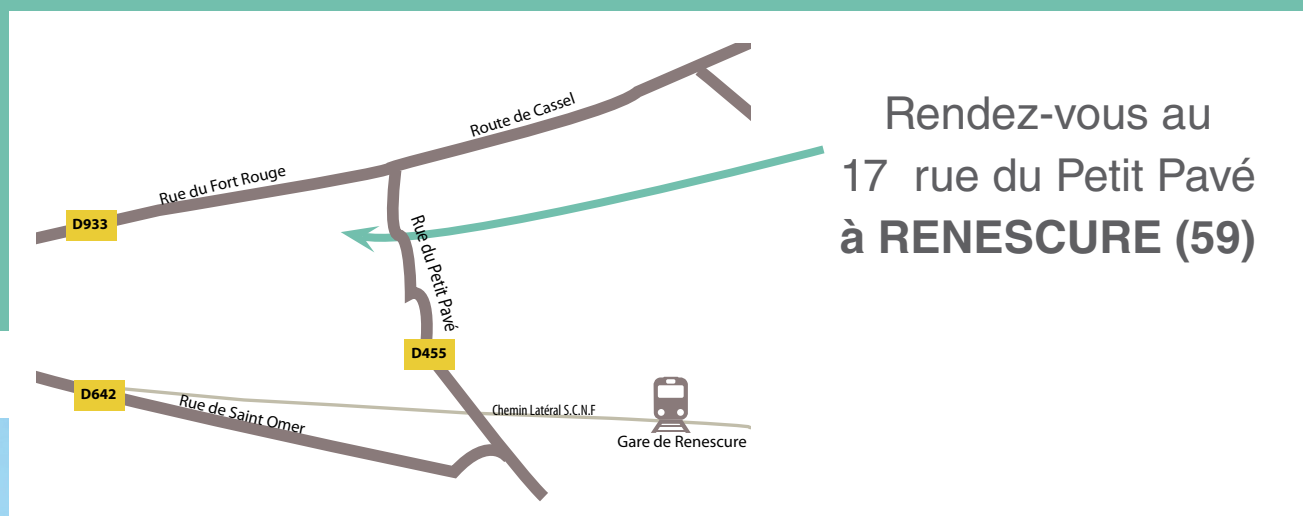 Route de Cassel
Rue du Fort Rouge
D933
Rue du Petit Pavé
D455
D642
Rue de Saint Omer
Chemin Latéral S.C.N.F
Gare de Renescure
Rendez-vous au
17 rue du Petit Pavé
à RENESCURE (59)